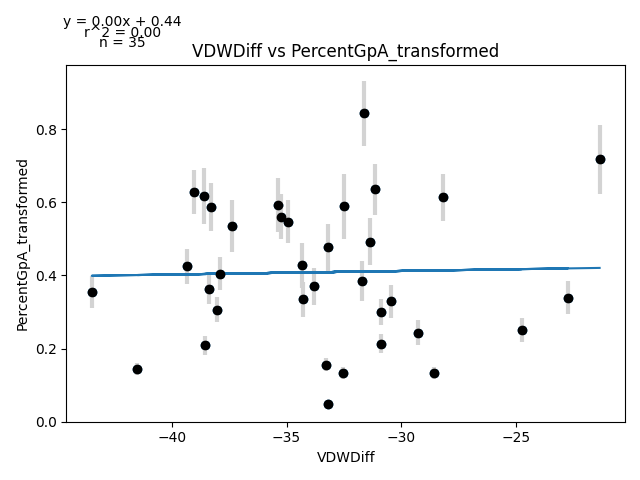 y = 0.00x + 0.44
r^2 = 0.00
n = 35
VDWDiff vs PercentGpA_transformed
PercentGpA_transformed
0.8
0.6
0.4
0.2
0.0
−40
−35
−30
−25
VDWDiff